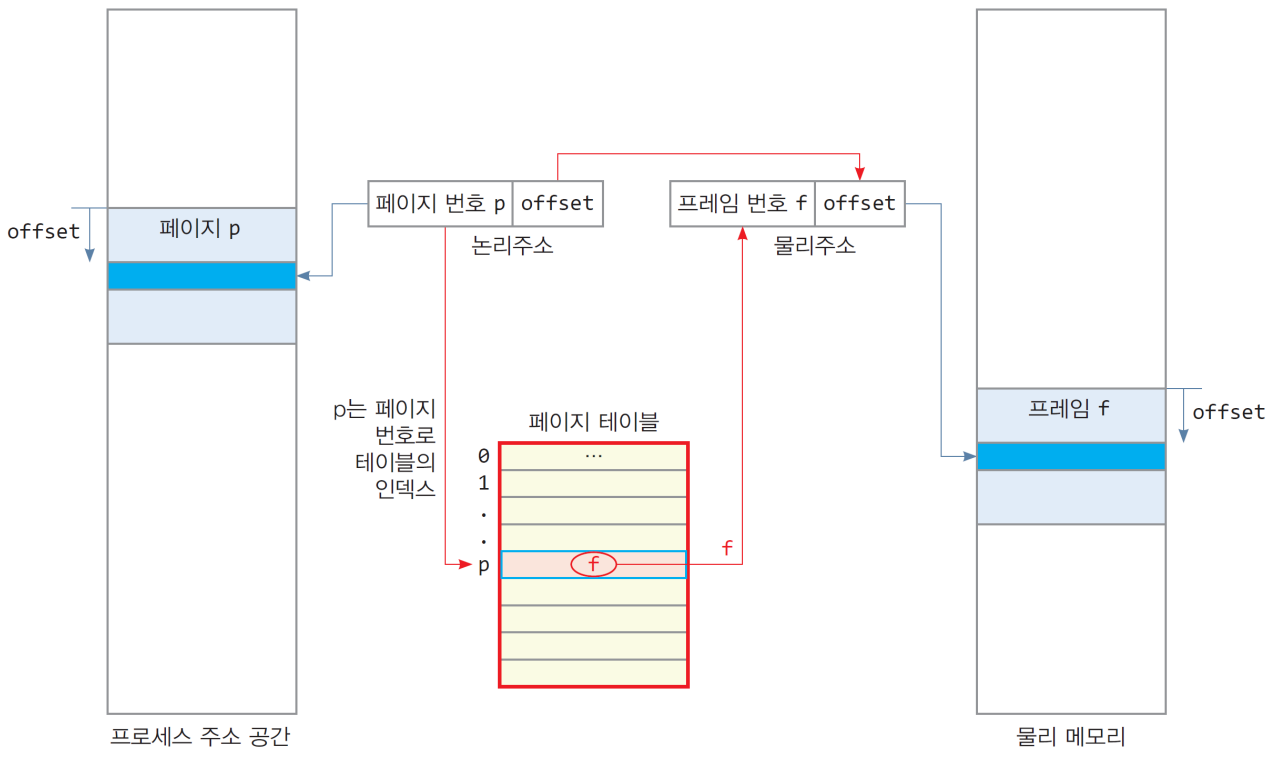 페이지 번호 p
offset
프레임 번호 f
offset
논리주소
물리주소
offset
페이지 p
p는 페이지
번호로
테이블의
인덱스
페이지 테이블
0
…
1
.
.
p
f
f
프레임 f
offset
프로세스 주소 공간
물리 메모리